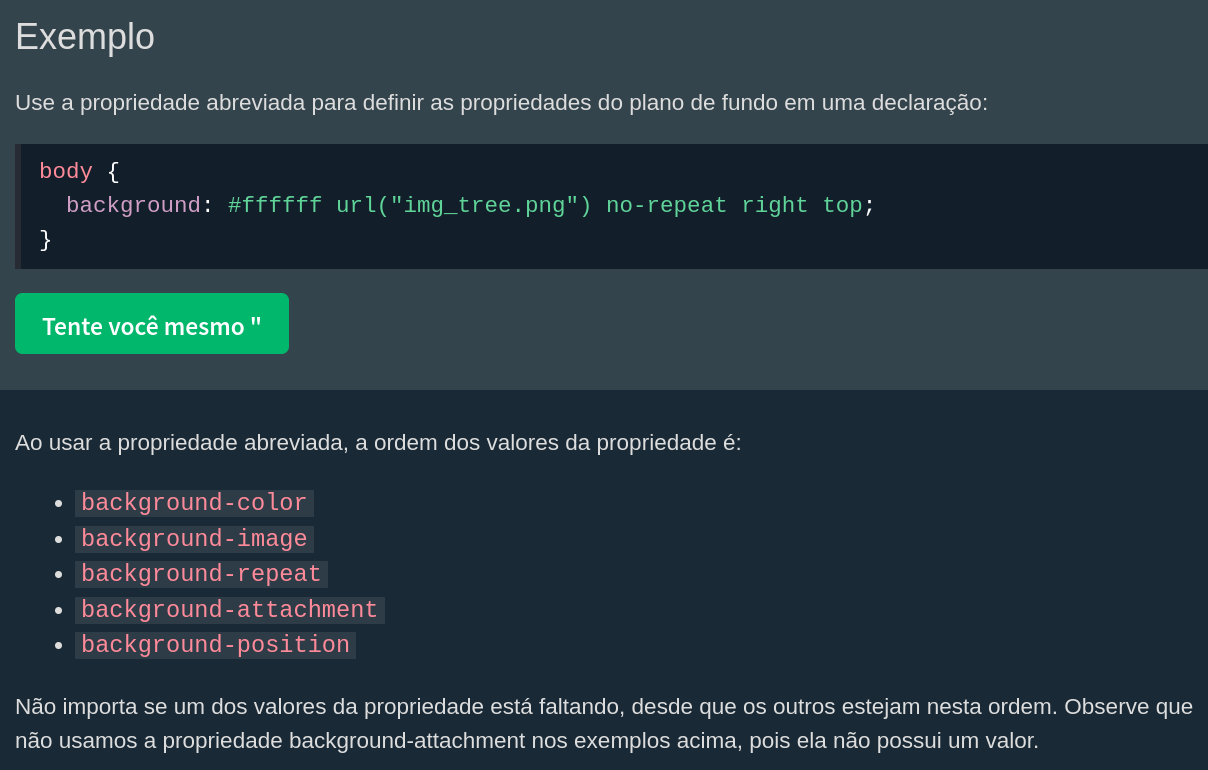 Exemplo
Use a propriedade abreviada para definir as propriedades do plano de fundo em uma declaração:
body {
  background: #ffffff url("img_tree.png") no-repeat right top;
}
Tente você mesmo "
Ao usar a propriedade abreviada, a ordem dos valores da propriedade é:
• background-color
• background-image
• background-repeat
• background-attachment
• background-position
Não importa se um dos valores da propriedade está faltando, desde que os outros estejam nesta ordem. Observe que
não usamos a propriedade background-attachment nos exemplos acima, pois ela não possui um valor.